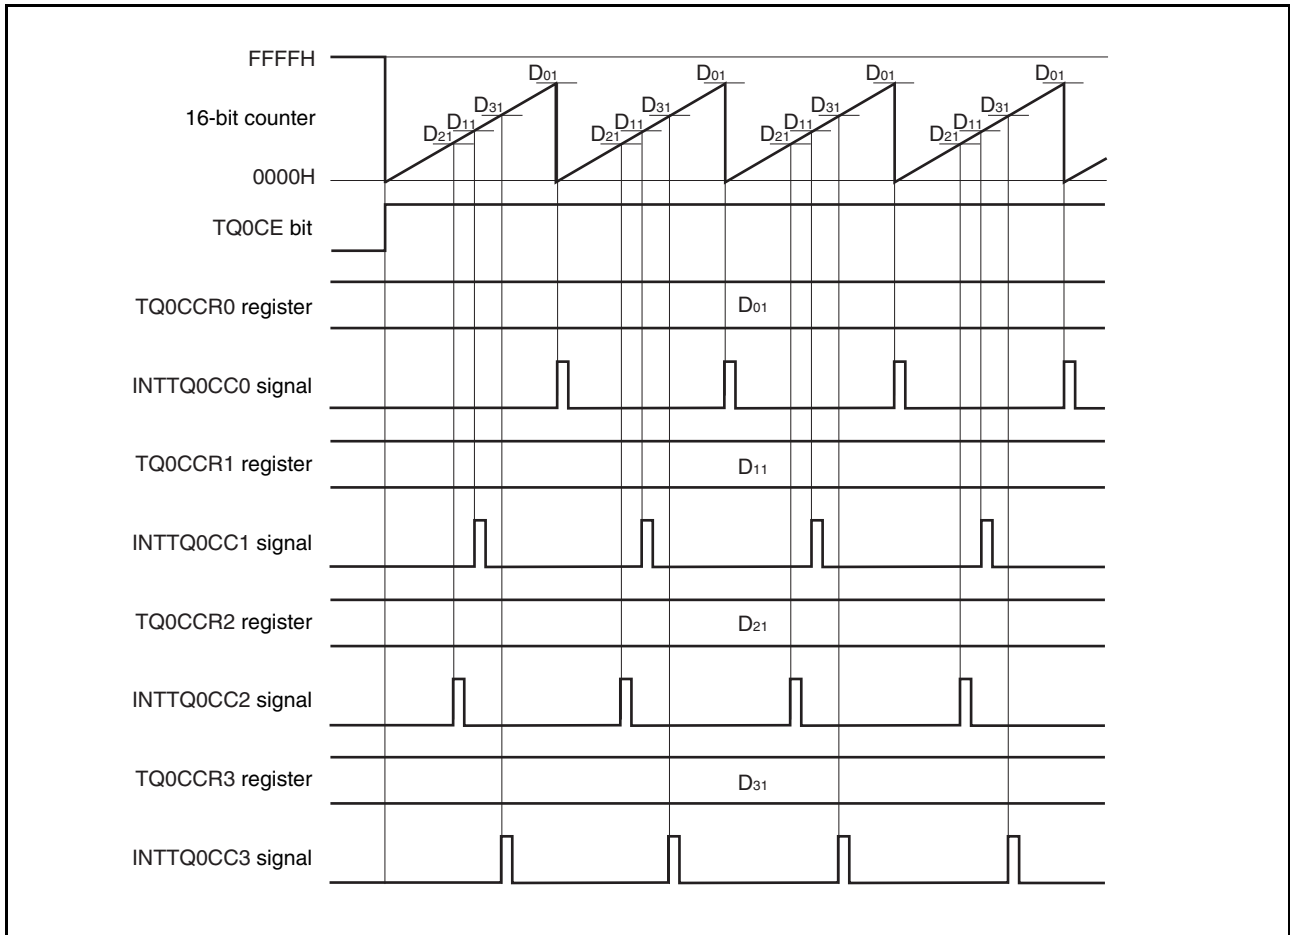 FFFFH
D01 D01 D01 D01
D31 D31 D31 D31
16-bit counter
D11 D11 D11 D11
D21 D21 D21 D21
0000H
TQ0CE bit
TQ0CCR0 register
D01
INTTQ0CC0 signal
TQ0CCR1 register
D11
INTTQ0CC1 signal
TQ0CCR2 register
D21
INTTQ0CC2 signal
TQ0CCR3 register
D31
INTTQ0CC3 signal